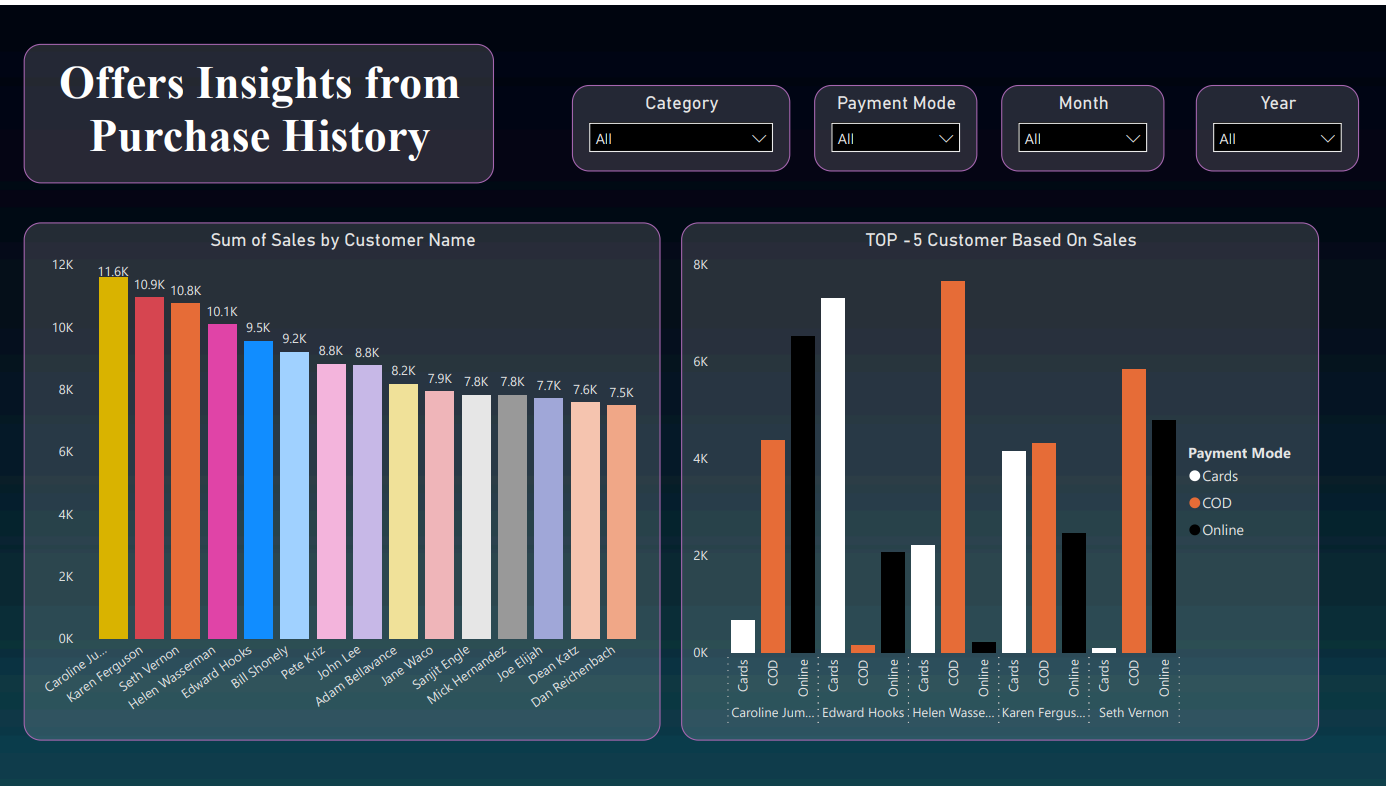 Offers Insights from
Purchase History
Category
All
Payment Mode
All
Month
All
Year
All
Sum of Sales by Customer Name
12K
10K
8K
6K
4K
2K
0K
11.6K
10.9K
10.8K
10.1K
9.5K
9.2K
8.8K
8.8K
8.2K
7.9K
7.8K
7.8K
7.7K
7.6K
7.5K
Caroline Ju...
Karen Ferguson
Seth Vernon
Helen Wasserman
Edward Hooks
Bill Shonely
Pete Kriz
John Lee
Adam Bellavance
Jane Waco
Sanjit Engle
Mick Hernandez
Joe Elijah
Dean Katz
Dan Reichenbach
TOP -5 Customer Based On Sales
8K
6K
4K
2K
0K
Cards
COD
Online
Cards
COD
Online
Cards
COD
Online
Cards
COD
Online
Cards
COD
Online
Caroline Jum...
Edward Hooks
Helen Wasse...
Karen Fergus...
Seth Vernon
Payment Mode
Cards
COD
Online